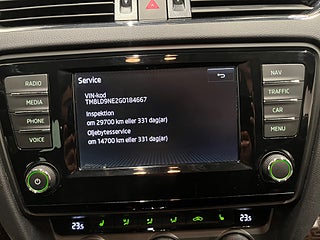 Service
VIN-kod
TMBLD9NE2G0184667
Inspektion
om 29700 km eller 331 dag(ar)
Oljebytesservice
om 14700 km eller 331 dag(ar)
RADIO
MEDIA
PHONE
VOICE
NAV
TRAFFIC
CAR
MENU
23.5
23.5